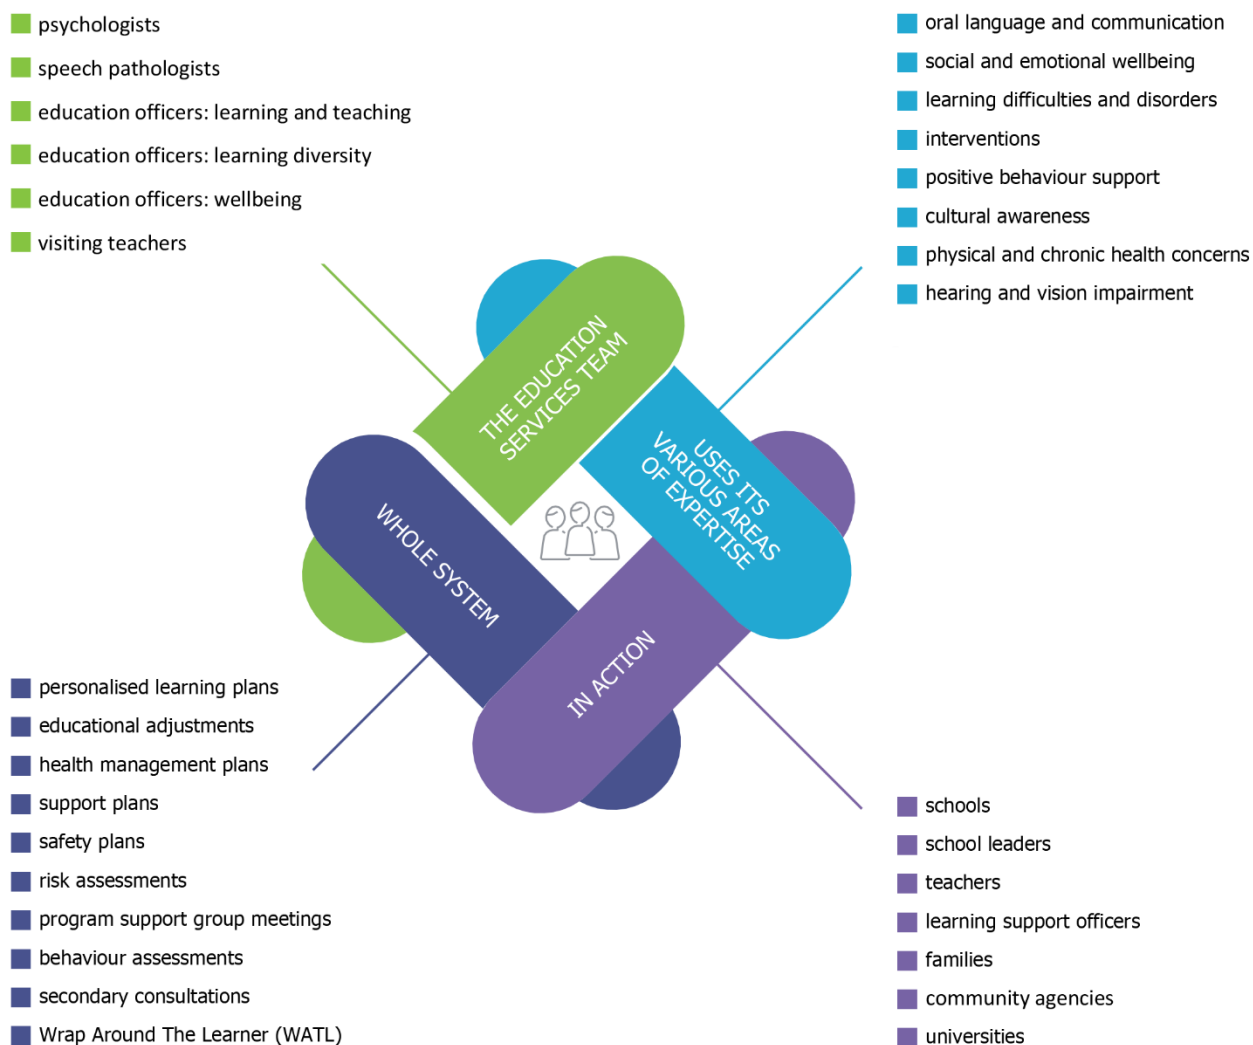 psychologists
speech pathologists
education officers: learning and teaching
education officers: learning diversity
education officers: wellbeing
visiting teachers
oral language and communication
social and emotional wellbeing
learning difficulties and disorders
interventions
positive behaviour support
cultural awareness
physical and chronic health concerns
hearing and vision impairment
THE EDUCATION
SERVICES TEAM
USES ITS
VARIOUS AREAS
OF EXPERTISE
WHOLE SYSTEM
IN ACTION
personalised learning plans
educational adjustments
health management plans
support plans
safety plans
risk assessments
program support group meetings
behaviour assessments
secondary consultations
Wrap Around The Learner (WATL)
schools
school leaders
teachers
learning support officers
families
community agencies
universities